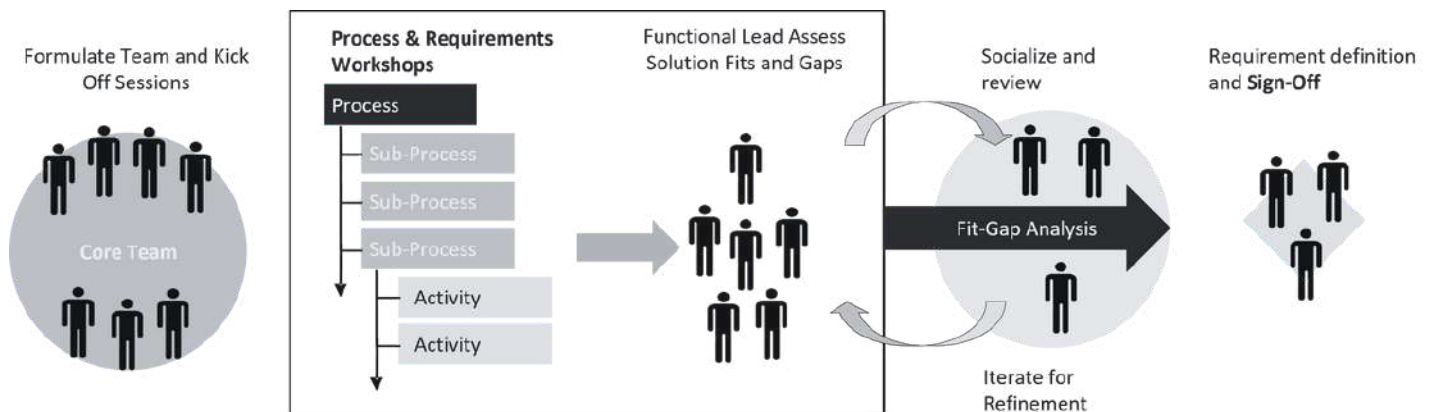 Formulate Team and Kick
Off Sessions
Core Team
Process & Requirements
Workshops
Process
Sub-Process
Sub-Process
Sub-Process
Activity
Activity
Functional Lead Assess
Solution Fits and Gaps
Socialize and
review
Fit-Gap Analysis
Iterate for
Refinement
Requirement definition
and Sign-Off